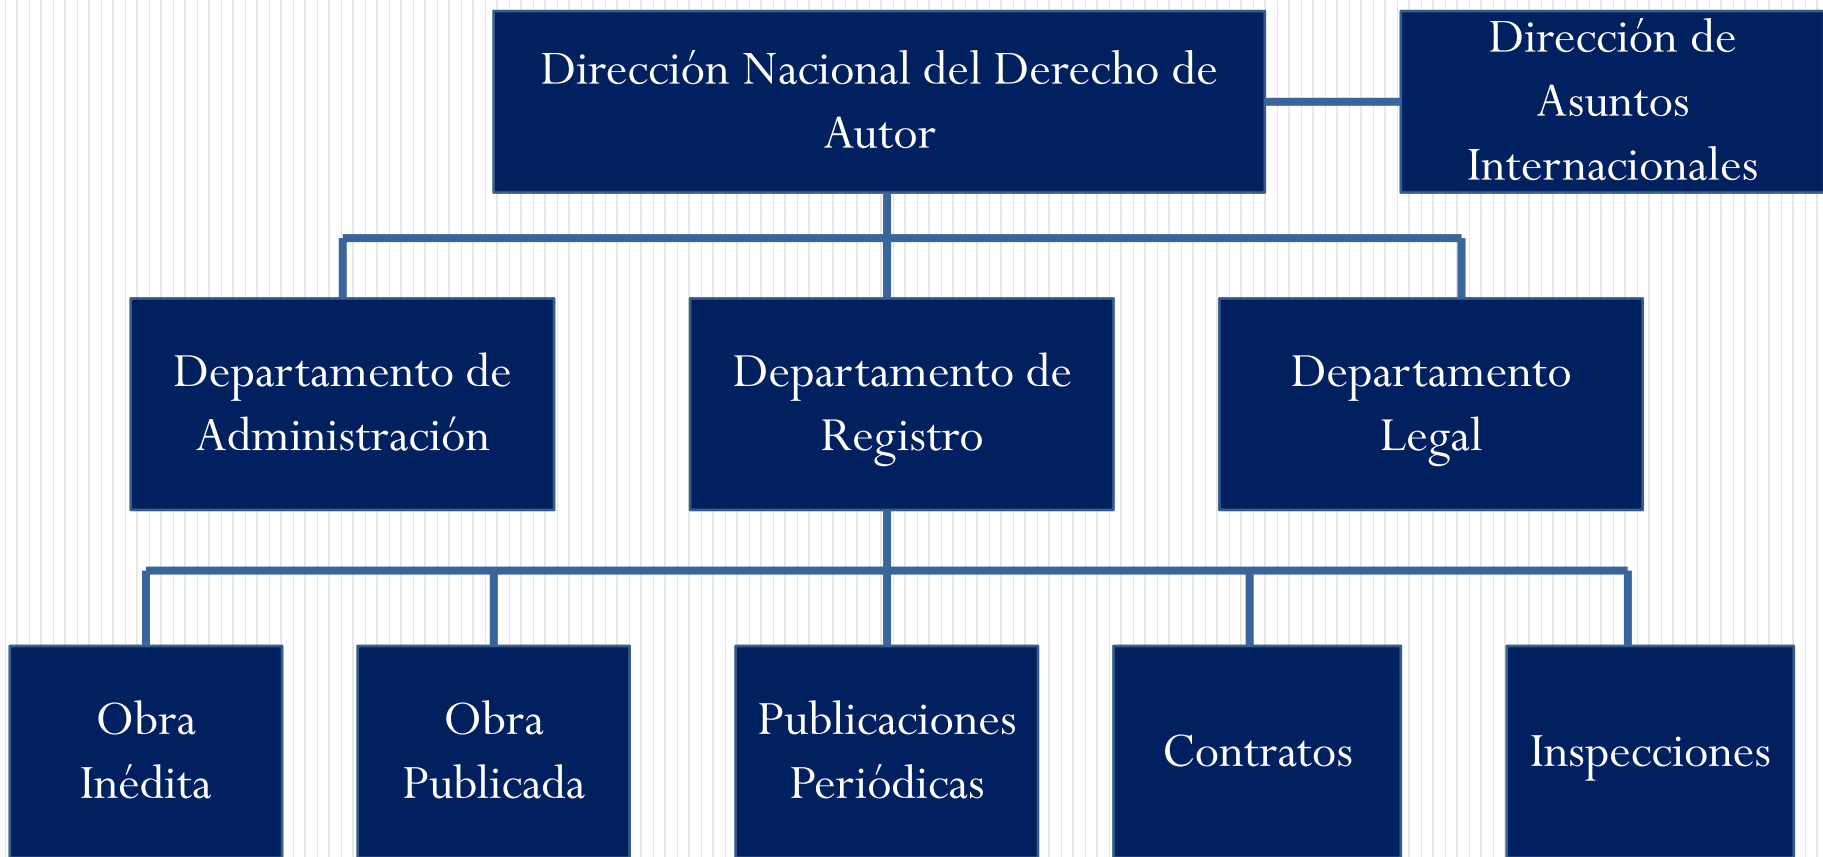 Dirección Nacional del Derecho de
Autor
Dirección de
Asuntos
Internacionales
Departamento de
Administración
Departamento de
Registro
Departamento
Legal
Obra
Inédita
Obra
Publicada
Publicaciones
Periódicas
Contratos
Inspecciones